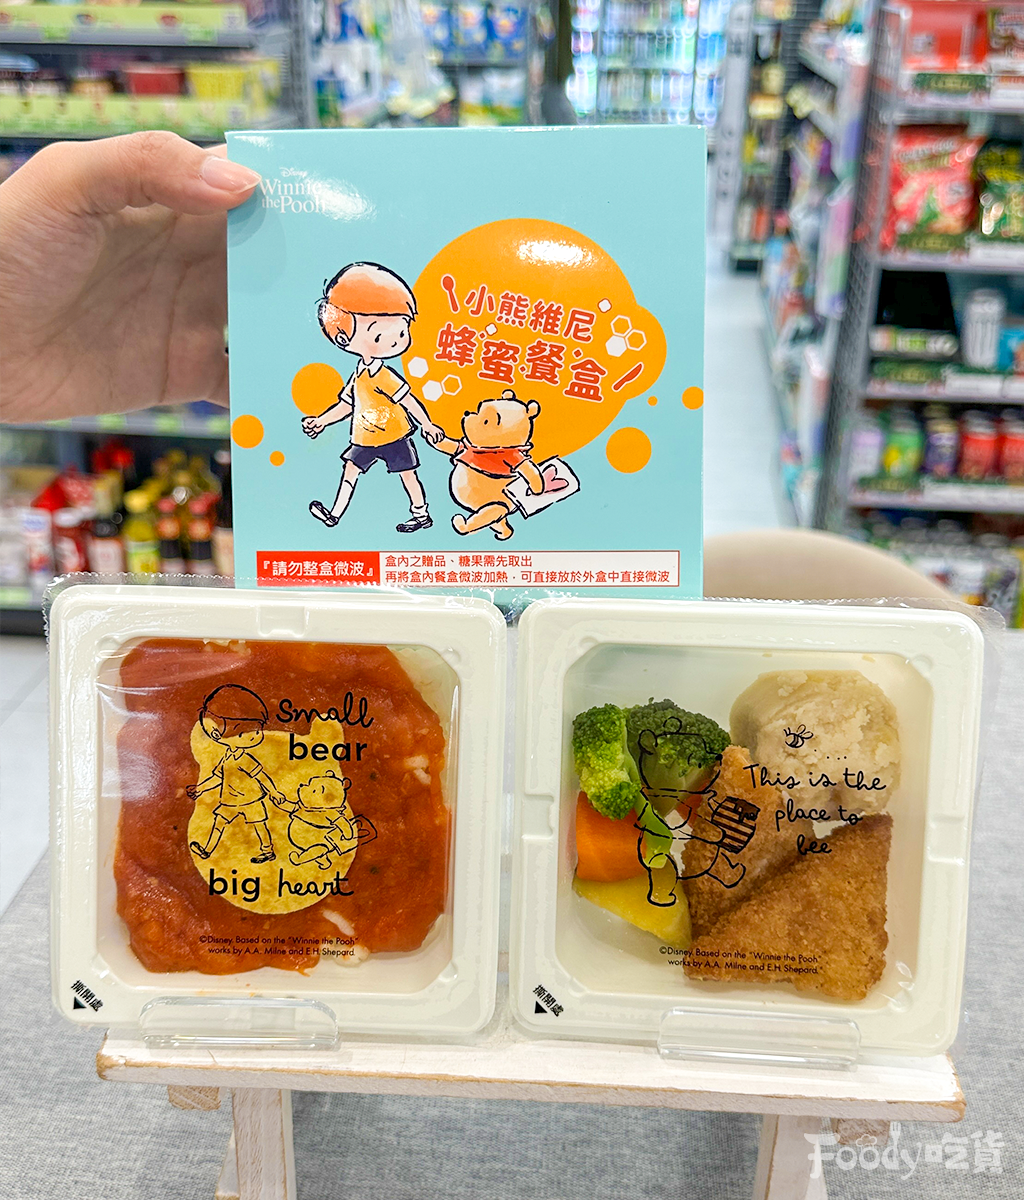 Disney
Winnie
the Pooh
小熊維尼
蜂蜜餐盒
『請勿整盒微波』
盒內之贈品、糖果需先取出
再將盒內餐盒微波加熱，可直接放於外盒中直接微波
Small
bear
big heart
©Disney. Based on the "Winnie the Pooh"
works by A.A. Milne and E.H. Shepard.
撕開處
This is the
place to
bee
©Disney. Based on the "Winnie the Pooh"
works by A.A. Milne and E.H. Shepard.
撕開處
Foody吃貨